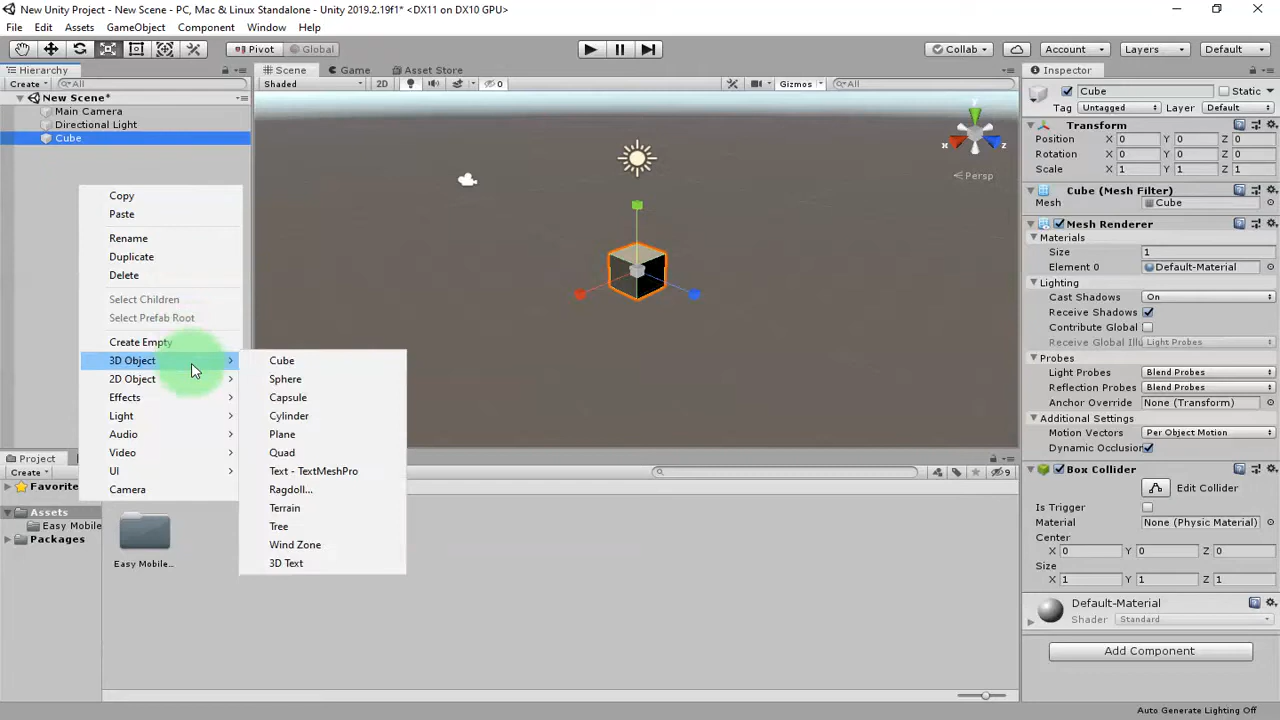 New Unity Project - New Scene - PC, Mac & Linux Standalone - Unity 2019.2.19f1* <DX11 on DX10 GPU>
File Edit Assets GameObject Component Window Help
Pivot Global Collab Account Layers Default
Hierarchy Scene Game Asset Store Inspector
Create All Shaded 2D 0 Gizmos All
New Scene*
Main Camera
Directional Light
Cube
Copy
Paste
Rename
Duplicate
Delete
Select Children
Select Prefab Root
Create Empty
3D Object
2D Object
Effects
Light
Audio
Video
UI
Camera
Cube
Sphere
Capsule
Cylinder
Plane
Quad
Text - TextMeshPro
Ragdoll...
Terrain
Tree
Wind Zone
3D Text
y
x z
Persp
Project
Create 9
Favorite
Assets
Easy Mobile
Packages
Easy Mobile...
Cube Static
Tag Untagged Layer Default
Transform
Position X 0 Y 0 Z 0
Rotation X 0 Y 0 Z 0
Scale X 1 Y 1 Z 1
Cube (Mesh Filter)
Mesh Cube
Mesh Renderer
Materials
Size 1
Element 0 Default-Material
Lighting
Cast Shadows On
Receive Shadows
Contribute Global
Receive Global Illu Light Probes
Probes
Light Probes Blend Probes
Reflection Probes Blend Probes
Anchor Override None (Transform)
Additional Settings
Motion Vectors Per Object Motion
Dynamic Occlusion
Box Collider
Edit Collider
Is Trigger
Material None (Physic Material)
Center
X 0 Y 0 Z 0
Size
X 1 Y 1 Z 1
Default-Material
Shader Standard
Add Component
Auto Generate Lighting Off